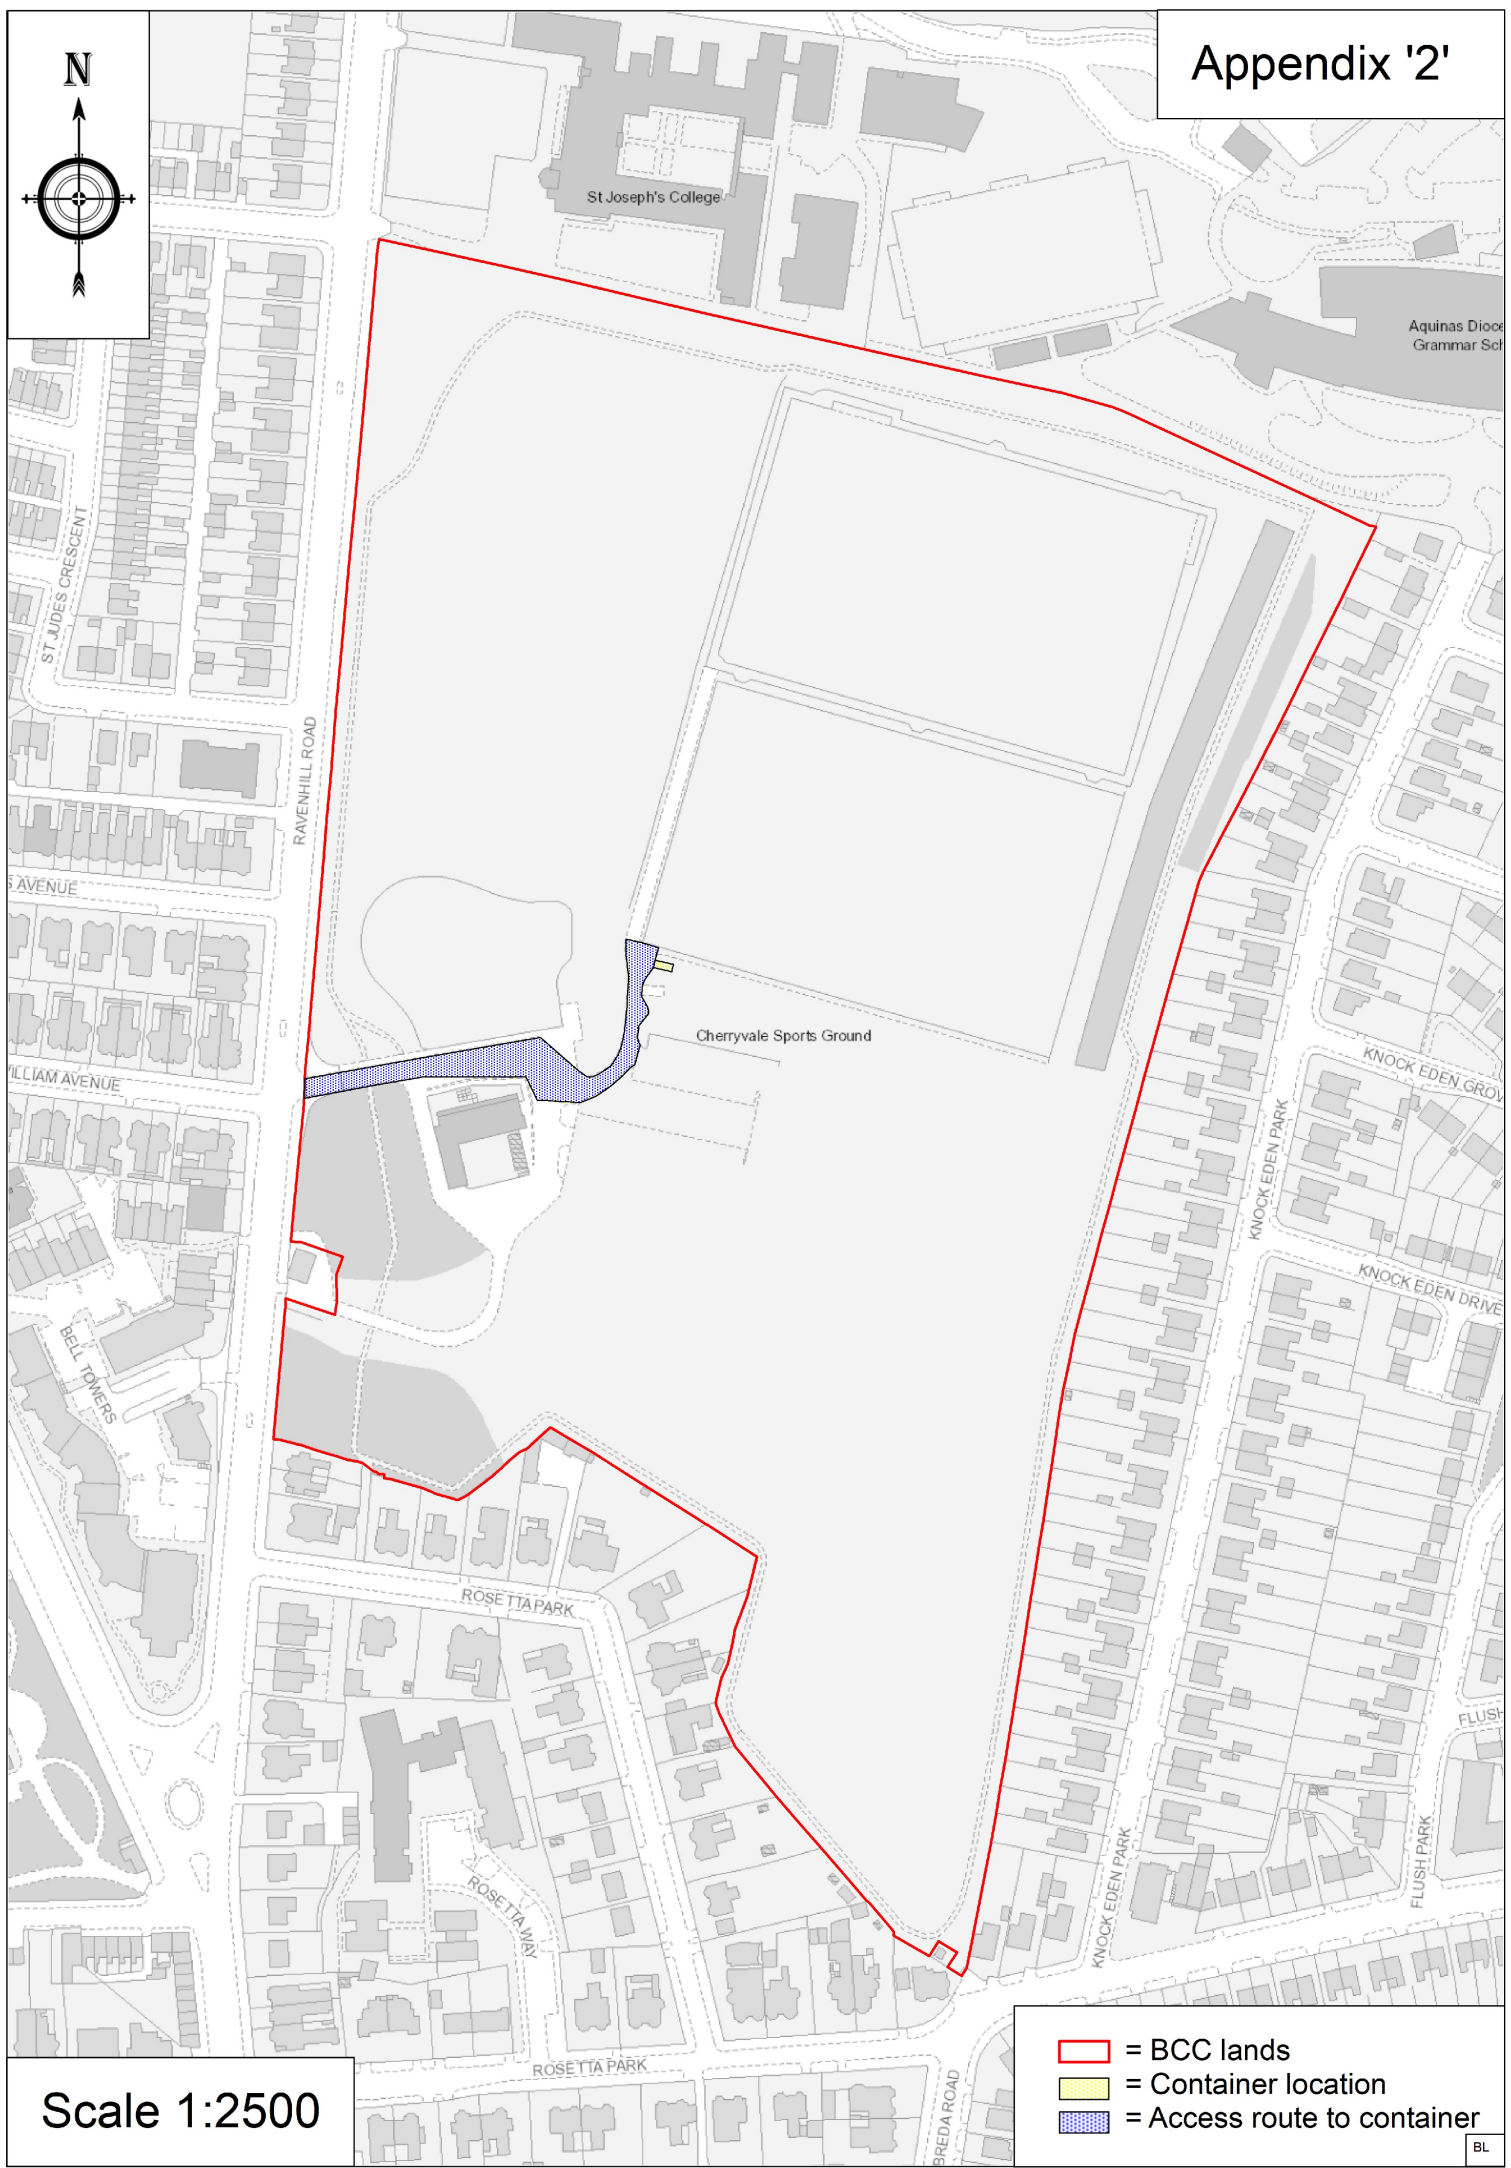 N
Appendix '2'
St Joseph's College
Aquinas Dioce
Grammar Sch
ST JUDES CRESCENT
RAVENHILL ROAD
S AVENUE
Cherryvale Sports Ground
WILLIAM AVENUE
KNOCK EDEN GROV
KNOCK EDEN PARK
KNOCK EDEN DRIVE
BELL TOWERS
ROSETTA PARK
FLUSH
FLUSH PARK
KNOCK EDEN PARK
ROSETTA WAY
ROSETTA PARK
BREDA ROAD
Scale 1:2500
= BCC lands
= Container location
= Access route to container
BL